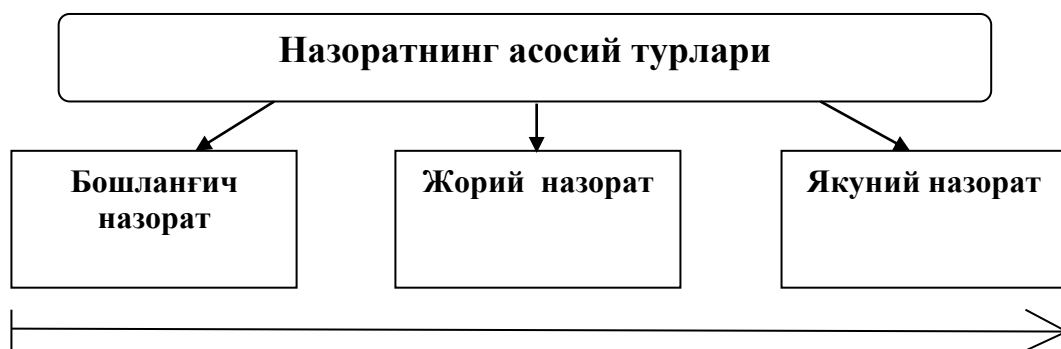 Назоратнинг асосий турлари
Бошланғич
назорат
Жорий назорат
Якуний назорат